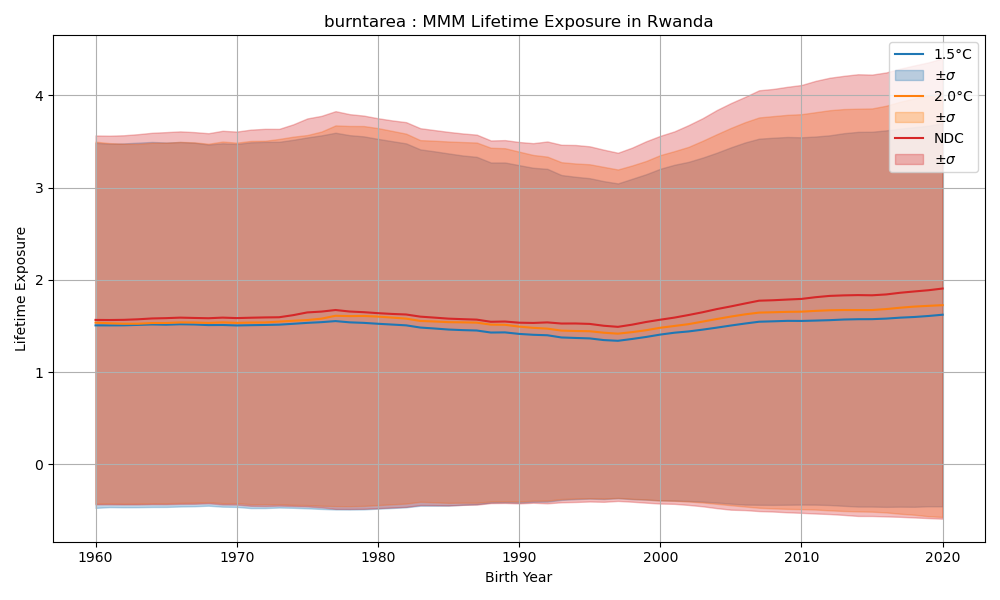 burntarea : MMM Lifetime Exposure in Rwanda
1.5°C
±σ
2.0°C
±σ
NDC
±σ
Lifetime Exposure
4
3
2
1
0
1960 1970 1980 1990 2000 2010 2020
Birth Year